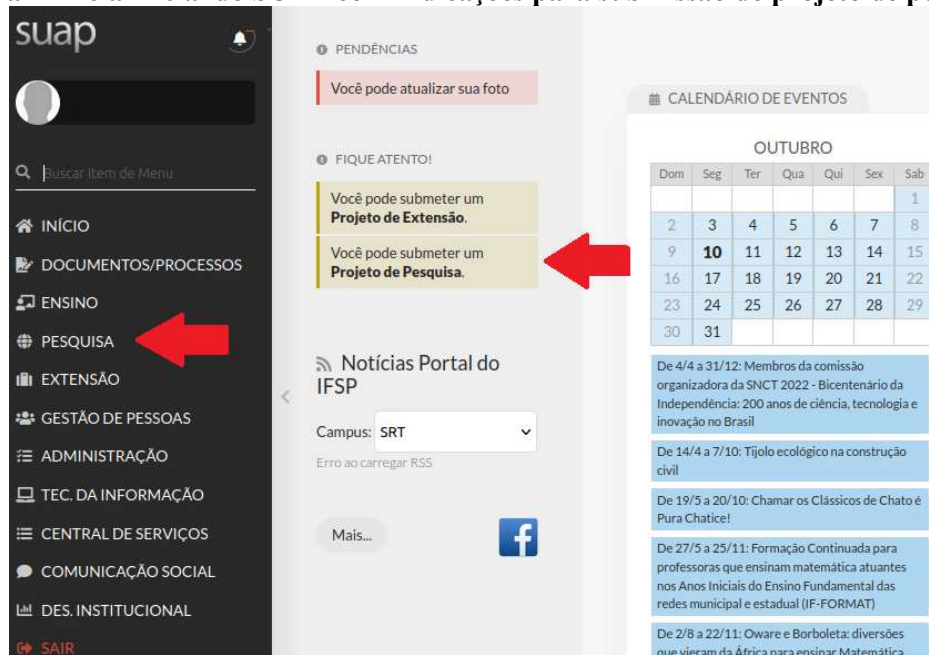 suap
Buscar Item de Menu
INÍCIO
DOCUMENTOS/PROCESSOS
ENSINO
PESQUISA
EXTENSÃO
GESTÃO DE PESSOAS
ADMINISTRAÇÃO
TEC. DA INFORMAÇÃO
CENTRAL DE SERVIÇOS
COMUNICAÇÃO SOCIAL
DES. INSTITUCIONAL
SAIR
PENDÊNCIAS
Você pode atualizar sua foto
FIQUE ATENTO!
Você pode submeter um
Projeto de Extensão.
Você pode submeter um
Projeto de Pesquisa.
Notícias Portal do
IFSP
Campus: SRT
Erro ao carregar RSS
Mais...
CALENDÁRIO DE EVENTOS
OUTUBRO
Dom Seg Ter Qua Qui Sex Sab
1
2 3 4 5 6 7 8
9 10 11 12 13 14 15
16 17 18 19 20 21 22
23 24 25 26 27 28 29
30 31
De 4/4 a 31/12: Membros da comissão
organizadora da SNCT 2022 - Bicentenário da
Independência: 200 anos de ciência, tecnologia e
inovação no Brasil
De 14/4 a 7/10: Tijolo ecológico na construção
civil
De 19/5 a 20/10: Chamar os Clássicos de Chato é
Pura Chatice!
De 27/5 a 25/11: Formação Continuada para
professoras que ensinam matemática atuantes
nos Anos Iniciais do Ensino Fundamental das
redes municipal e estadual (IF-FORMAT)
De 2/8 a 22/11: Oware e Borboleta: diversões
que vieram da África para ensinar Matemática